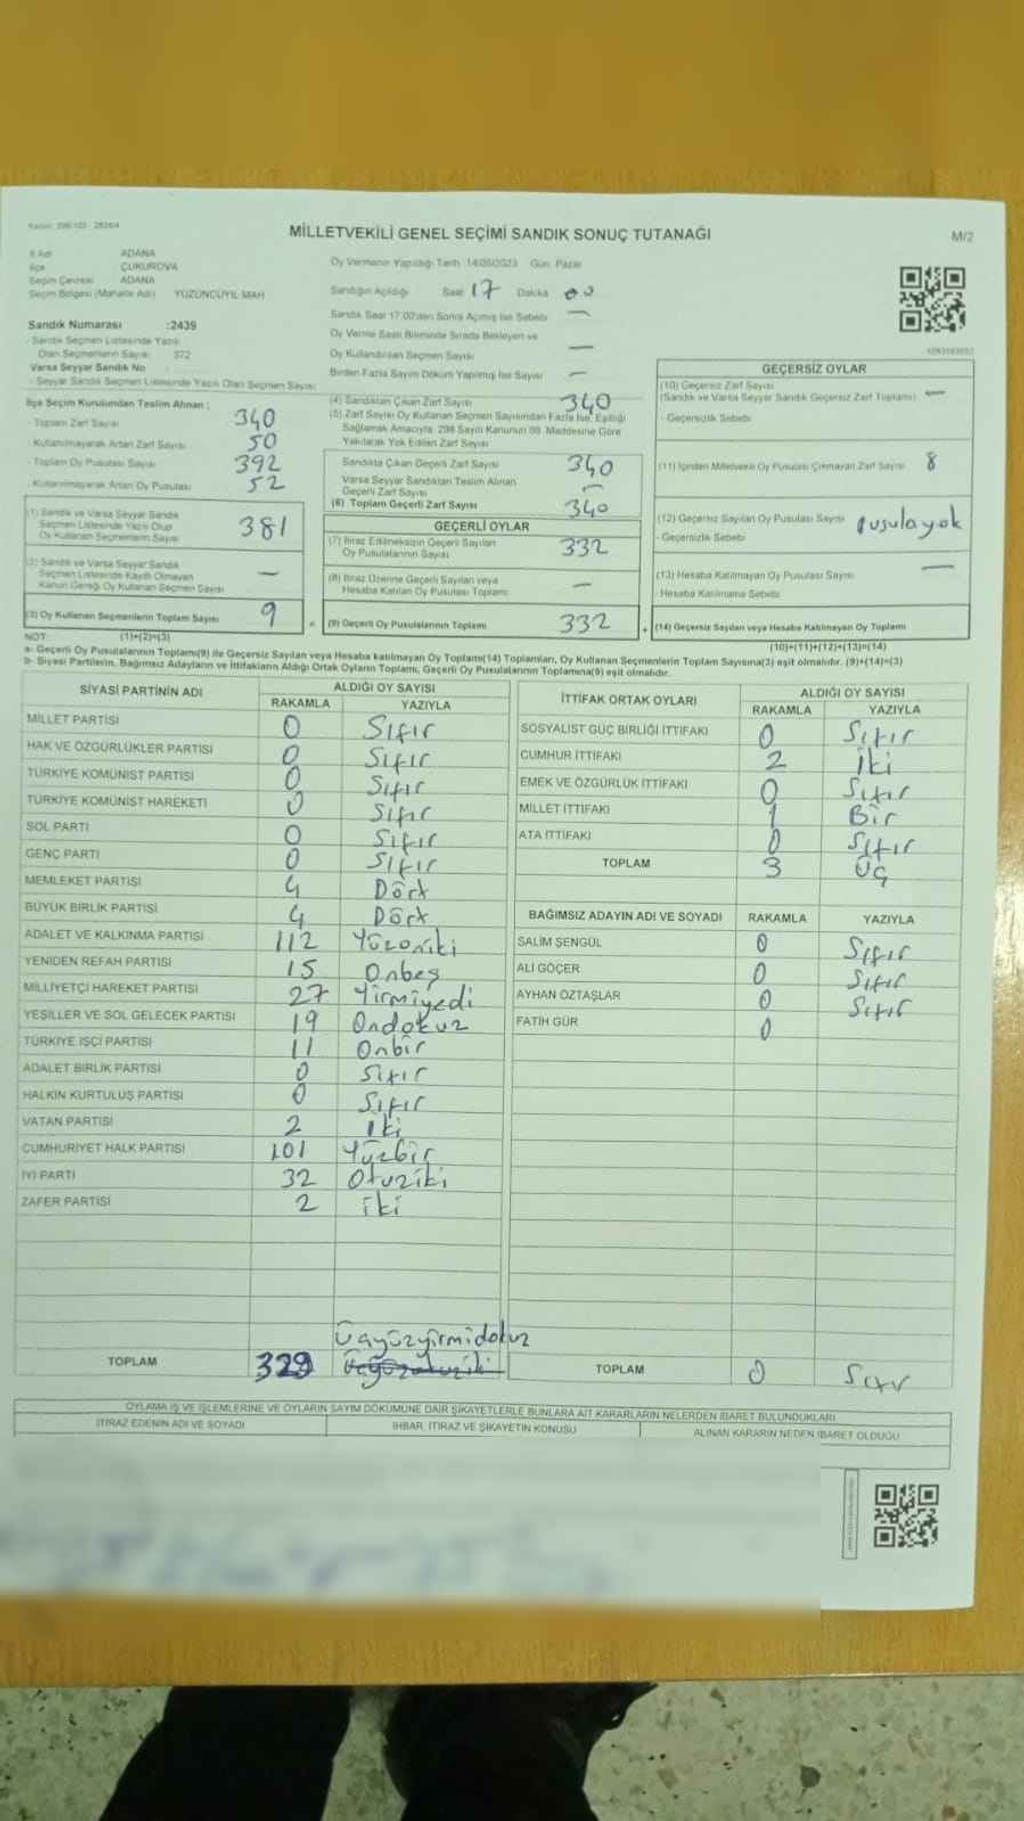 MİLLETVEKİLİ GENEL SEÇİMİ SANDIK SONUÇ TUTANAĞI
M/2
İl Adı ADANA
İlçe ÇUKUROVA
Seçim Çevresi ADANA
Seçim Bölgesi (Mahalle Adı) YÜZÜNCÜYIL MAH
Sandık Numarası :2439
Sandık Seçmen Listesinde Yazılı
Olan Seçmenlerin Sayısı 372
Varsa Seyyar Sandık No
Seyyar Sandık Seçmen Listesinde Yazılı Olan Seçmen Sayısı
Oy Vermenin Yapıldığı Tarih 14/05/2023 Gün Pazar
Sandığın Açıldığı Saat 17 Dakika 00
Sandık Saat 17:00'den Sonra Açılmış İse Sebebi —
Oy Verme Saati Bitiminde Sırada Bekleyen ve
Oy Kullandırılan Seçmen Sayısı —
Birden Fazla Sayım Döküm Yapılmış İse Sayısı —
İlçe Seçim Kurulundan Teslim Alınan :
- Toplam Zarf Sayısı 340
- Kullanılmayarak Artan Zarf Sayısı 50
- Toplam Oy Pusulası Sayısı 392
- Kullanılmayarak Artan Oy Pusulası 52
(1) Sandık ve Varsa Seyyar Sandık
Seçmen Listesinde Yazılı Olup
Oy Kullanan Seçmenlerin Sayısı 381
(2) Sandık ve Varsa Seyyar Sandık
Seçmen Listesinde Kayıtlı Olmayan
Kanun Gereği Oy Kullanan Seçmen Sayısı —
(3) Oy Kullanan Seçmenlerin Toplam Sayısı 9
(1)+(2)=(3)
(4) Sandıktan Çıkan Zarf Sayısı 340
(5) Zarf Sayısı Oy Kullanan Seçmen Sayısından Fazla İse, Eşitliği
Sağlamak Amacıyla 298 Sayılı Kanunun 98. Maddesine Göre
Yakılarak Yok Edilen Zarf Sayısı
Sandıkta Çıkan Geçerli Zarf Sayısı 340
Varsa Seyyar Sandıktan Teslim Alınan
Geçerli Zarf Sayısı —
(6) Toplam Geçerli Zarf Sayısı 340
GEÇERLİ OYLAR
(7) İtiraz Edilmeksizin Geçerli Sayılan
Oy Pusulalarının Sayısı 332
(8) İtiraz Üzerine Geçerli Sayılan veya
Hesaba Katılan Oy Pusulası Toplamı —
(9) Geçerli Oy Pusulalarının Toplamı 332
GEÇERSİZ OYLAR
(10) Geçersiz Zarf Sayısı
(Sandık ve Varsa Seyyar Sandık Geçersiz Zarf Toplamı) —
- Geçersizlik Sebebi
(11) İçinden Milletvekili Oy Pusulası Çıkmayan Zarf Sayısı 8
(12) Geçersiz Sayılan Oy Pusulası Sayısı pusulayok
- Geçersizlik Sebebi
(13) Hesaba Katılmayan Oy Pusulası Sayısı —
- Hesaba Katılmama Sebebi
(14) Geçersiz Sayılan veya Hesaba Katılmayan Oy Toplamı
(10)+(11)+(12)+(13)=(14)
NOT:
a- Geçerli Oy Pusulalarının Toplamı(9) ile Geçersiz Sayılan veya Hesaba katılmayan Oy Toplamı(14) Toplamları, Oy Kullanan Seçmenlerin Toplam Sayısına(3) eşit olmalıdır. (9)+(14)=(3)
b- Siyasi Partilerin, Bağımsız Adayların ve İttifakların Aldığı Ortak Oyların Toplamı, Geçerli Oy Pusulalarının Toplamına(9) eşit olmalıdır.
SİYASİ PARTİNİN ADI ALDIĞI OY SAYISI
RAKAMLA YAZIYLA
MİLLET PARTİSİ 0 Sıfır
HAK VE ÖZGÜRLÜKLER PARTİSİ 0 Sıfır
TÜRKİYE KOMÜNİST PARTİSİ 0 Sıfır
TÜRKİYE KOMÜNİST HAREKETİ 0 Sıfır
SOL PARTİ 0 Sıfır
GENÇ PARTİ 0 Sıfır
MEMLEKET PARTİSİ 4 Dört
BÜYÜK BİRLİK PARTİSİ 4 Dört
ADALET VE KALKINMA PARTİSİ 112 Yüzoniki
YENİDEN REFAH PARTİSİ 15 Onbeş
MİLLİYETÇİ HAREKET PARTİSİ 27 Yirmiyedi
YEŞİLLER VE SOL GELECEK PARTİSİ 19 Ondokuz
TÜRKİYE İŞÇİ PARTİSİ 11 Onbir
ADALET BİRLİK PARTİSİ 0 Sıfır
HALKIN KURTULUŞ PARTİSİ 0 Sıfır
VATAN PARTİSİ 2 İki
CUMHURİYET HALK PARTİSİ 101 Yüzbir
İYİ PARTİ 32 Otuziki
ZAFER PARTİSİ 2 iki
Üçyüzyirmidokuz
TOPLAM 329
İTTİFAK ORTAK OYLARI ALDIĞI OY SAYISI
RAKAMLA YAZIYLA
SOSYALİST GÜÇ BİRLİĞİ İTTİFAKI 0 Sıfır
CUMHUR İTTİFAKI 2 İki
EMEK VE ÖZGÜRLÜK İTTİFAKI 0 Sıfır
MİLLET İTTİFAKI 1 Bir
ATA İTTİFAKI 0 Sıfır
TOPLAM 3 Üç
BAĞIMSIZ ADAYIN ADI VE SOYADI RAKAMLA YAZIYLA
SALİM ŞENGÜL 0 Sıfır
ALİ GÖÇER 0 Sıfır
AYHAN ÖZTAŞLAR 0 Sıfır
FATİH GÜR 0
TOPLAM 0
OYLAMA İŞ VE İŞLEMLERİNE VE OYLARIN SAYIM DÖKÜMÜNE DAİR ŞİKAYETLERLE BUNLARA AİT KARARLARIN NELERDEN İBARET BULUNDUKLARI
İTİRAZ EDENİN ADI VE SOYADI İHBAR, İTİRAZ VE ŞİKAYETİN KONUSU ALINAN KARARIN NEDEN İBARET OLDUĞU